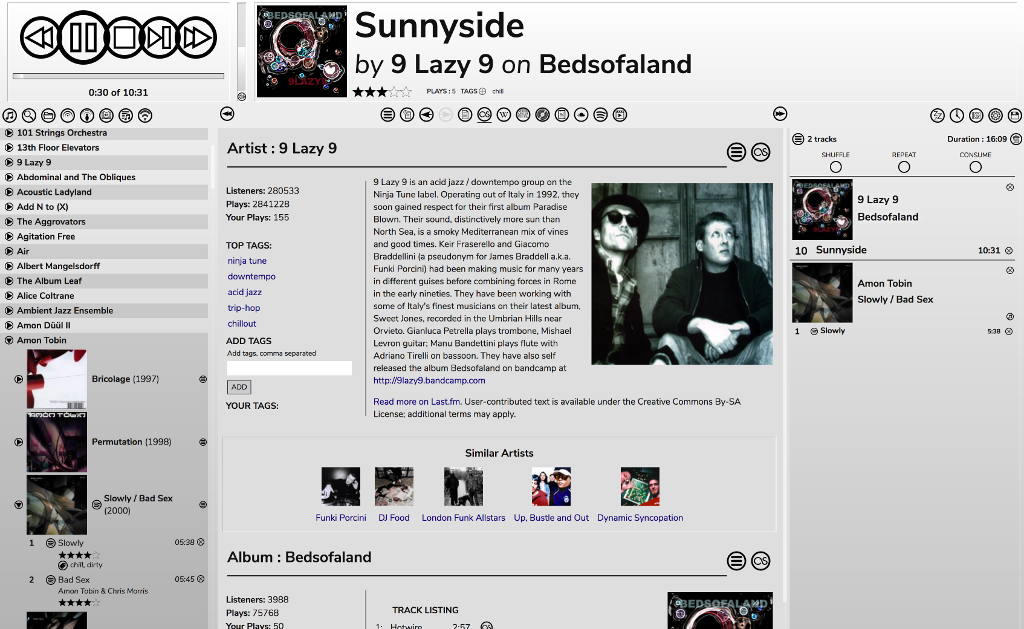 BEDSOFALAND
9LAZY9
Sunnyside
by 9 Lazy 9 on Bedsofaland
PLAYS : 5 TAGS chill
0:30 of 10:31
101 Strings Orchestra
13th Floor Elevators
9 Lazy 9
Abdominal and The Obliques
Acoustic Ladyland
Add N to (X)
The Aggrovators
Agitation Free
Air
Albert Mangelsdorff
The Album Leaf
Alice Coltrane
Ambient Jazz Ensemble
Amon Düül II
Amon Tobin
Bricolage (1997)
AMON TOBIN
Permutation (1998)
Slowly / Bad Sex
(2000)
1 Slowly 05:38
chill, dirty
2 Bad Sex 05:45
Amon Tobin & Chris Morris
Artist : 9 Lazy 9
Listeners: 280533
Plays: 2841228
Your Plays: 155
TOP TAGS:
ninja tune
downtempo
acid jazz
trip-hop
chillout
ADD TAGS
Add tags, comma separated
ADD
YOUR TAGS:
9 Lazy 9 is an acid jazz / downtempo group on the
Ninja Tune label. Operating out of Italy in 1992, they
soon gained respect for their first album Paradise
Blown. Their sound, distinctively more sun than
North Sea, is a smoky Mediterranean mix of vines
and good times. Keir Fraserello and Giacomo
Braddellini (a pseudonym for James Braddell a.k.a.
Funki Porcini) had been making music for many years
in different guises before combining forces in Rome
in the early nineties. They have been working with
some of Italy's finest musicians on their latest album,
Sweet Jones, recorded in the Umbrian Hills near
Orvieto. Gianluca Petrella plays trombone, Mishael
Levron guitar; Manu Bandettini plays flute with
Adriano Tirelli on bassoon. They have also self
released the album Bedsofaland on bandcamp at
http://9lazy9.bandcamp.com
Read more on Last.fm. User-contributed text is available under the Creative Commons By-SA
License; additional terms may apply.
Similar Artists
Funki Porcini DJ Food London Funk Allstars Up, Bustle and Out Dynamic Syncopation
Album : Bedsofaland
Listeners: 3988
Plays: 75768
Your Plays: 50
TRACK LISTING
1: Hotwire 2:57
BEDSOFALAND
2 tracks Duration : 16:09
SHUFFLE REPEAT CONSUME
BEDSOFALAND
9 Lazy 9
Bedsofaland
10 Sunnyside 10:31
Amon Tobin
Slowly / Bad Sex
1 Slowly 5:38